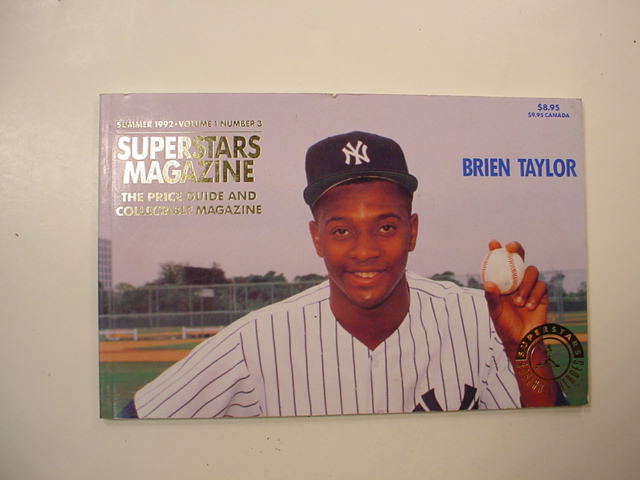 SUMMER 1992 • VOLUME 1 NUMBER 3
SUPERSTARS
MAGAZINE
THE PRICE GUIDE AND
COLLECTABLE MAGAZINE
$8.95
$9.95 CANADA
BRIEN TAYLOR
NY
SUPERSTARS